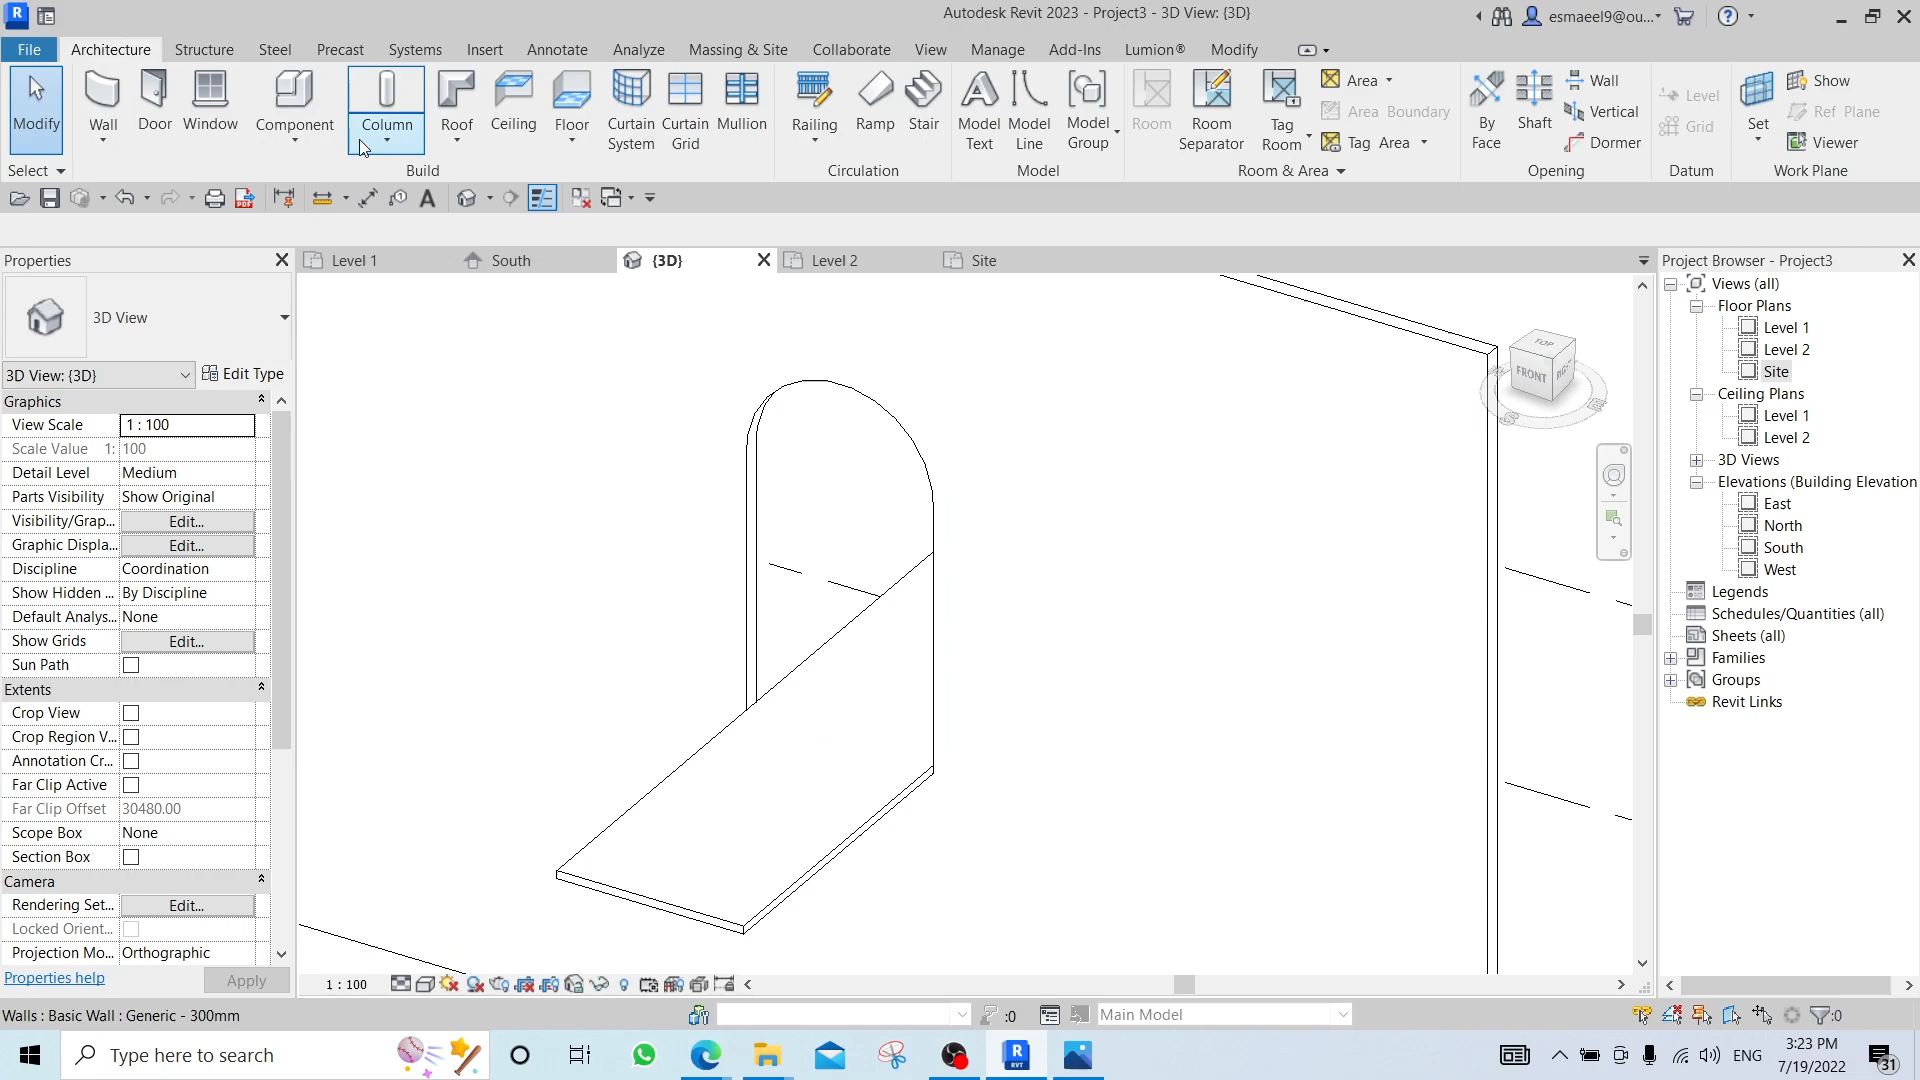 Autodesk Revit 2023 - Project3 - 3D View: {3D}
esmaeel9@ou...
File Architecture Structure Steel Precast Systems Insert Annotate Analyze Massing & Site Collaborate View Manage Add-Ins Lumion® Modify
Modify Wall Door Window Component Column Roof Ceiling Floor Curtain System Curtain Grid Mullion Railing Ramp Stair Model Text Model Line Model Group Room Room Separator Tag Room
Area
Area Boundary
Tag Area
By Face Shaft
Wall
Vertical
Dormer
Level
Grid
Set
Show
Ref Plane
Viewer
Select Build Circulation Model Room & Area Opening Datum Work Plane
Properties
Level 1 South {3D} Level 2 Site
3D View
3D View: {3D} Edit Type
Graphics
View Scale 1 : 100
Scale Value 1: 100
Detail Level Medium
Parts Visibility Show Original
Visibility/Grap... Edit...
Graphic Displa... Edit...
Discipline Coordination
Show Hidden ... By Discipline
Default Analys... None
Show Grids Edit...
Sun Path
Extents
Crop View
Crop Region V...
Annotation Cr...
Far Clip Active
Far Clip Offset 30480.00
Scope Box None
Section Box
Camera
Rendering Set... Edit...
Locked Orient...
Projection Mo... Orthographic
Properties help Apply
TOP
FRONT
S
1 : 100
Project Browser - Project3
Views (all)
Floor Plans
Level 1
Level 2
Site
Ceiling Plans
Level 1
Level 2
3D Views
Elevations (Building Elevation
East
North
South
West
Legends
Schedules/Quantities (all)
Sheets (all)
Families
Groups
Revit Links
Walls : Basic Wall : Generic - 300mm
:0
Main Model
:0
Type here to search
ENG
3:23 PM
7/19/2022
31